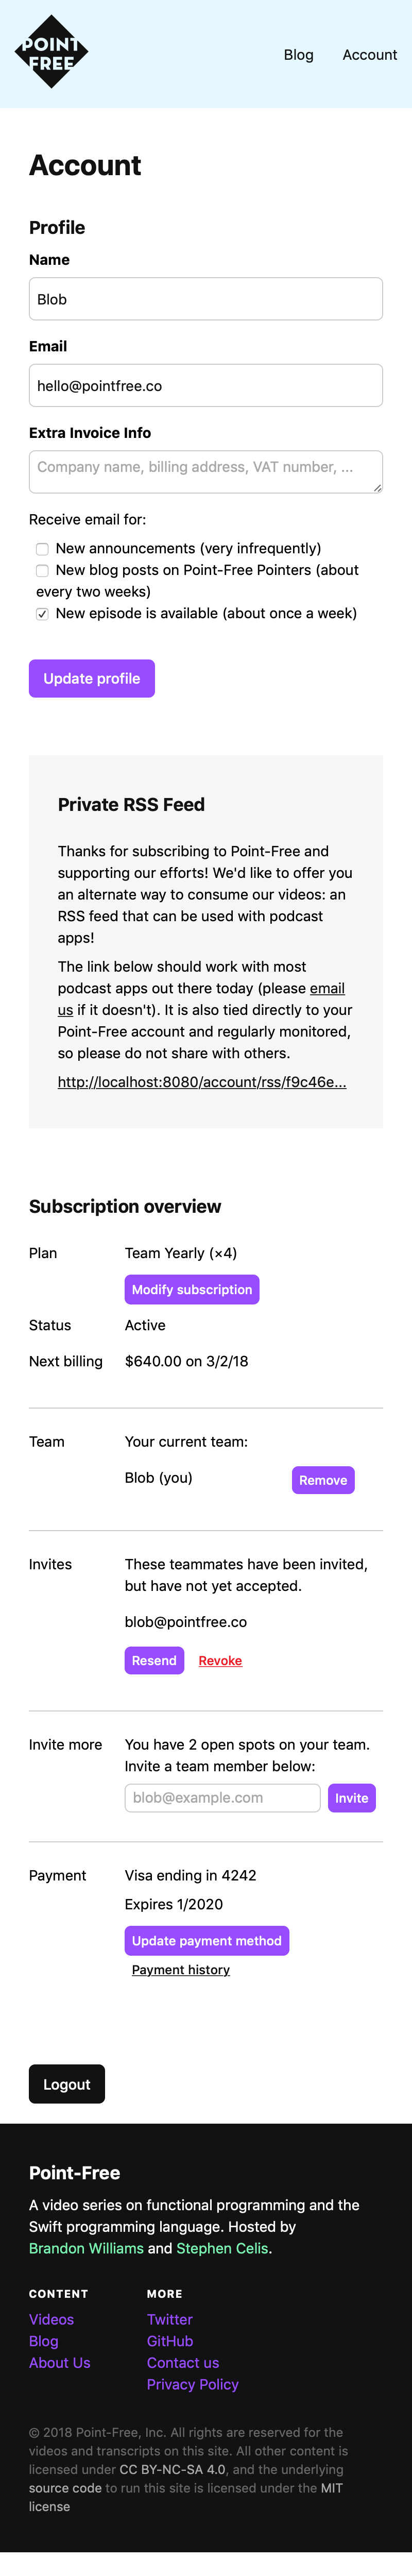 POINT
FREE
Blog
Account
Account
Profile
Name
Blob
Email
hello@pointfree.co
Extra Invoice Info
Company name, billing address, VAT number, ...
Receive email for:
New announcements (very infrequently)
New blog posts on Point-Free Pointers (about
every two weeks)
New episode is available (about once a week)
Update profile
Private RSS Feed
Thanks for subscribing to Point-Free and
supporting our efforts! We'd like to offer you
an alternate way to consume our videos: an
RSS feed that can be used with podcast
apps!
The link below should work with most
podcast apps out there today (please email
us if it doesn't). It is also tied directly to your
Point-Free account and regularly monitored,
so please do not share with others.
http://localhost:8080/account/rss/f9c46e...
Subscription overview
Plan
Team Yearly (×4)
Modify subscription
Status
Active
Next billing
$640.00 on 3/2/18
Team
Your current team:
Blob (you)
Remove
Invites
These teammates have been invited,
but have not yet accepted.
blob@pointfree.co
Resend
Revoke
Invite more
You have 2 open spots on your team.
Invite a team member below:
blob@example.com
Invite
Payment
Visa ending in 4242
Expires 1/2020
Update payment method
Payment history
Logout
Point-Free
A video series on functional programming and the
Swift programming language. Hosted by
Brandon Williams and Stephen Celis.
CONTENT
Videos
Blog
About Us
MORE
Twitter
GitHub
Contact us
Privacy Policy
© 2018 Point-Free, Inc. All rights are reserved for the
videos and transcripts on this site. All other content is
licensed under CC BY-NC-SA 4.0, and the underlying
source code to run this site is licensed under the MIT
license